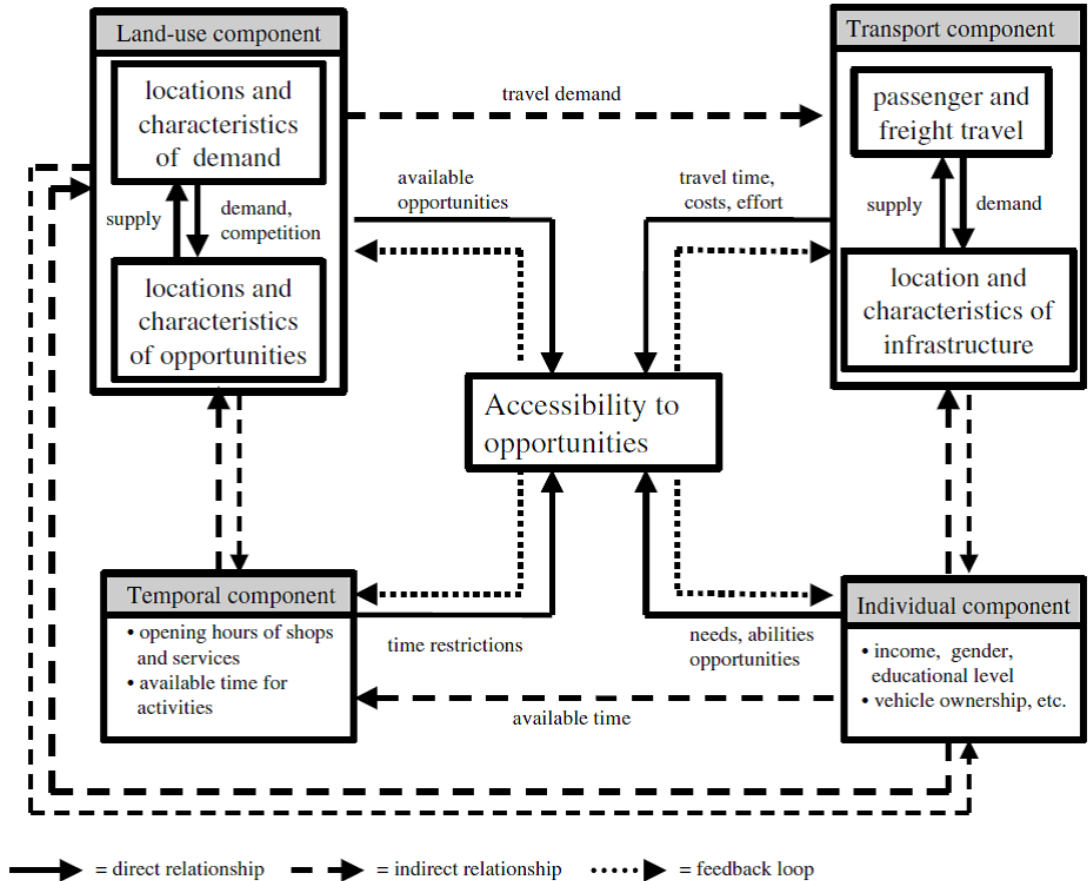 Land-use component
locations and
characteristics
of demand
supply
demand,
competition
locations and
characteristics
of opportunities
travel demand
available
opportunities
travel time,
costs, effort
Transport component
passenger and
freight travel
supply
demand
location and
characteristics of
infrastructure
Accessibility to
opportunities
Temporal component
• opening hours of shops
and services
• available time for
activities
time restrictions
needs, abilities
opportunities
available time
Individual component
• income, gender,
educational level
• vehicle ownership, etc.
= direct relationship
= indirect relationship
= feedback loop